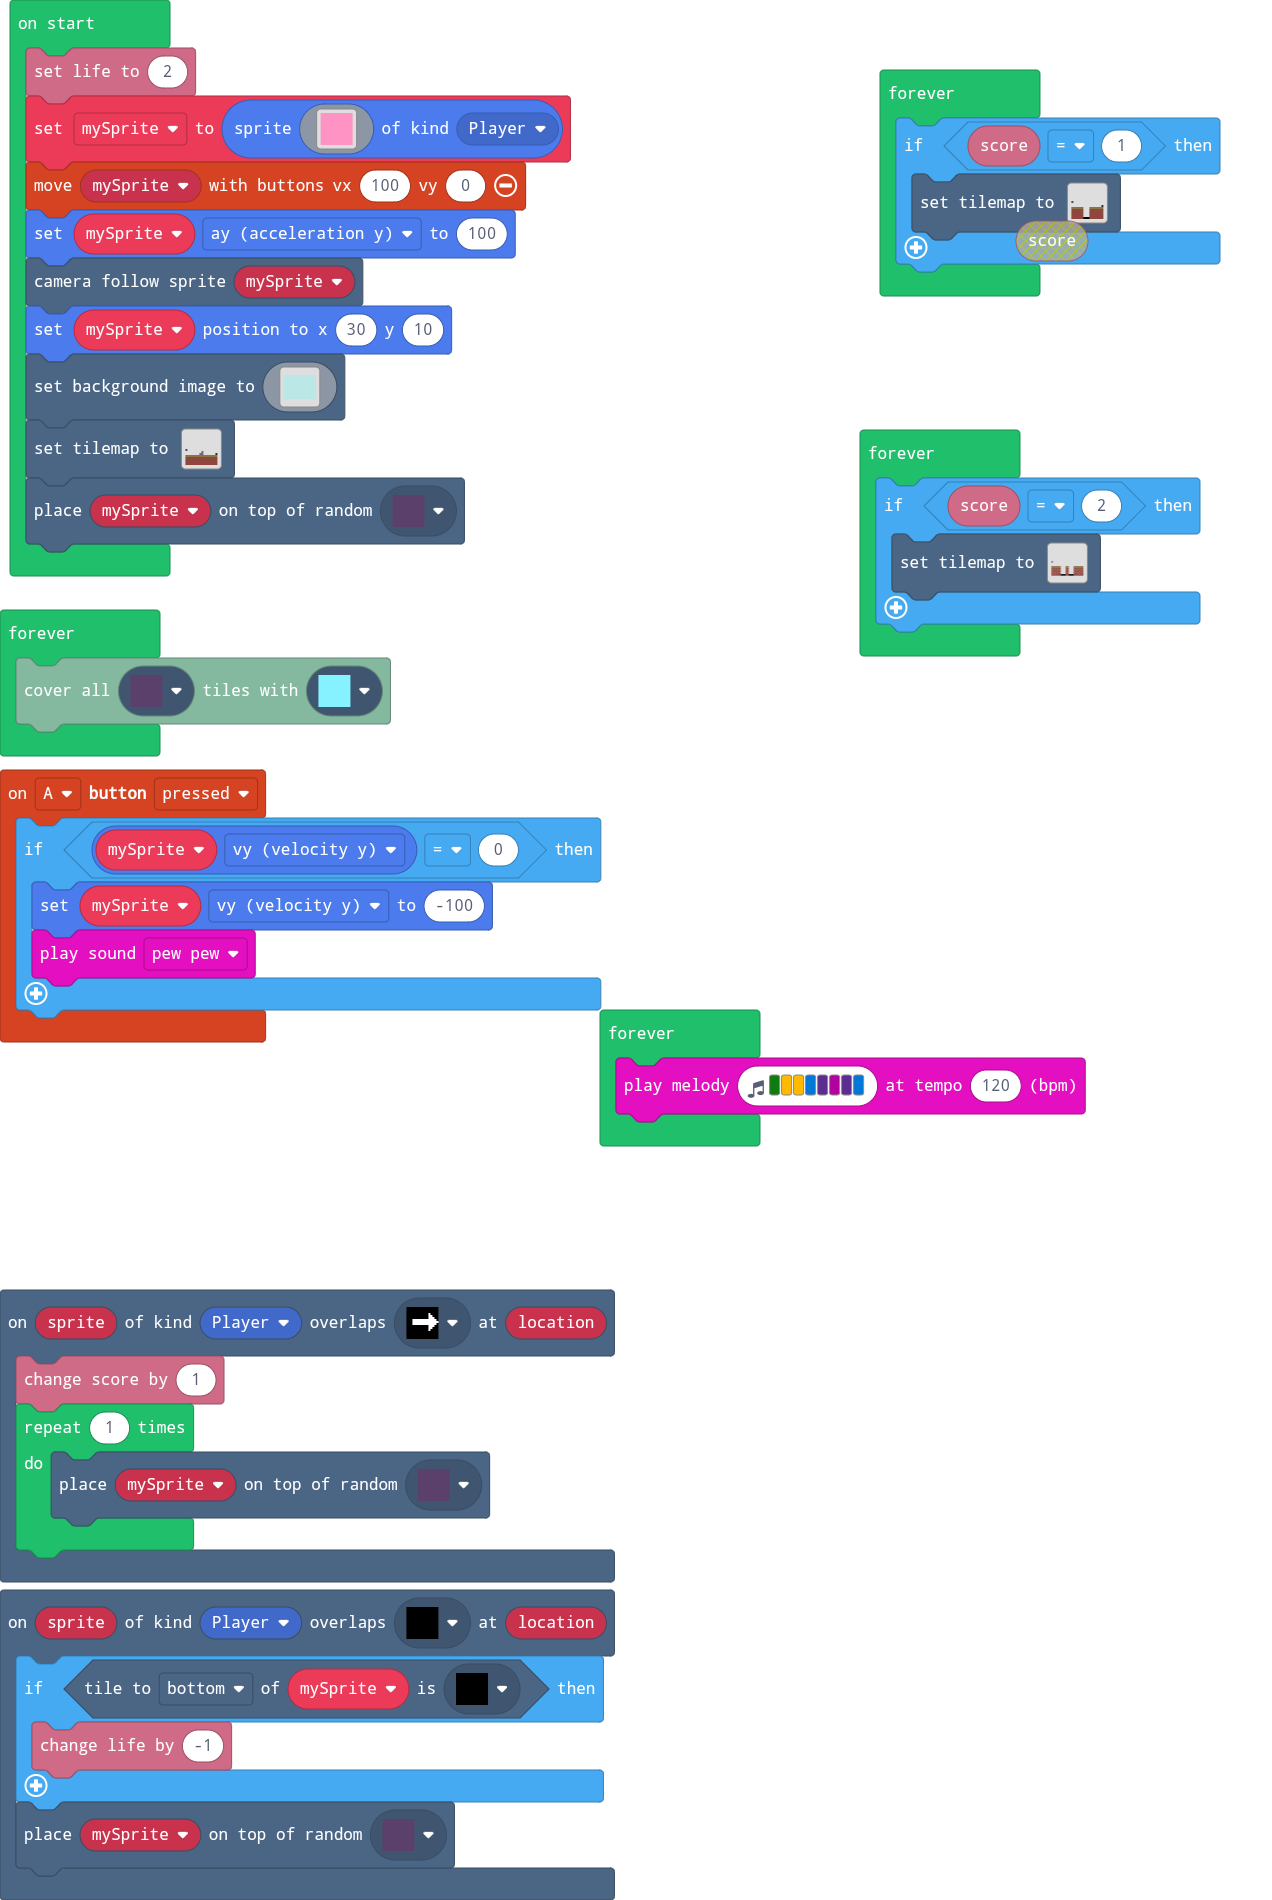 on start
set life to 2
set mySprite to sprite of kind Player
move mySprite with buttons vx 100 vy 0
set mySprite ay (acceleration y) to 100
camera follow sprite mySprite
set mySprite position to x 30 y 10
set background image to
set tilemap to
place mySprite on top of random
forever
if score = 1 then
set tilemap to
score
forever
if score = 2 then
set tilemap to
forever
cover all tiles with
on A button pressed
if mySprite vy (velocity y) = 0 then
set mySprite vy (velocity y) to -100
play sound pew pew
forever
play melody at tempo 120 (bpm)
on sprite of kind Player overlaps at location
change score by 1
repeat 1 times
do
place mySprite on top of random
on sprite of kind Player overlaps at location
if tile to bottom of mySprite is then
change life by -1
place mySprite on top of random